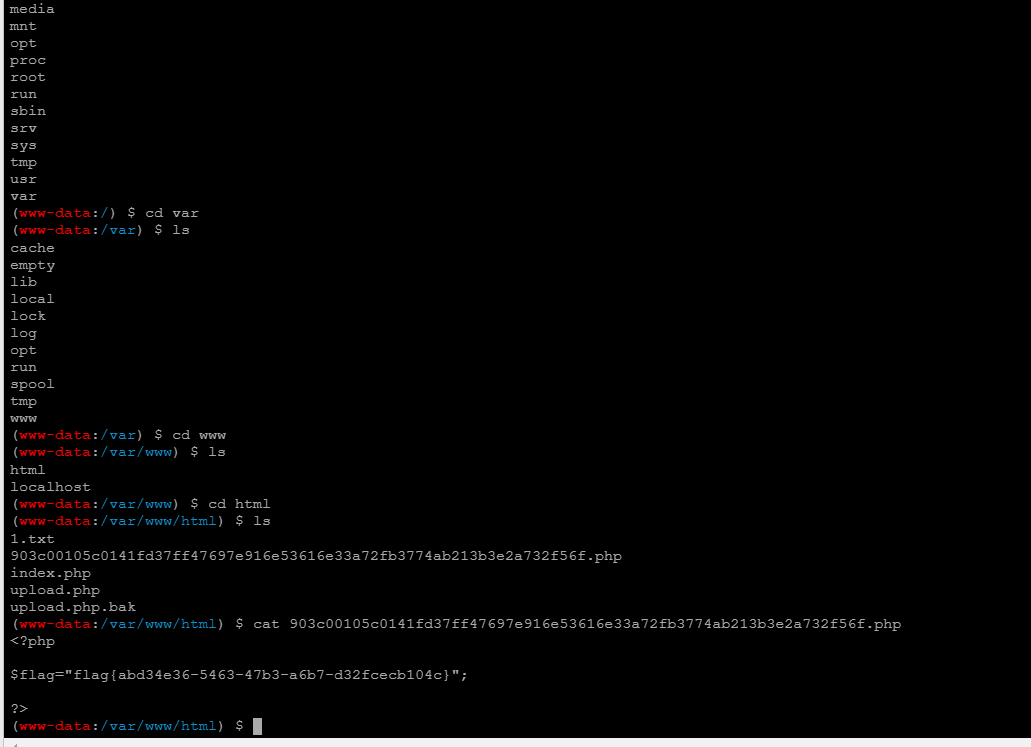 media
mnt
opt
proc
root
run
sbin
srv
sys
tmp
usr
var
(www-data:/) $ cd var
(www-data:/var) $ ls
cache
empty
lib
local
lock
log
opt
run
spool
tmp
www
(www-data:/var) $ cd www
(www-data:/var/www) $ ls
html
localhost
(www-data:/var/www) $ cd html
(www-data:/var/www/html) $ ls
1.txt
903c00105c0141fd37ff47697e916e53616e33a72fb3774ab213b3e2a732f56f.php
index.php
upload.php
upload.php.bak
(www-data:/var/www/html) $ cat 903c00105c0141fd37ff47697e916e53616e33a72fb3774ab213b3e2a732f56f.php
<?php
$flag="flag{abd34e36-5463-47b3-a6b7-d32fcecb104c}";
?>
(www-data:/var/www/html) $